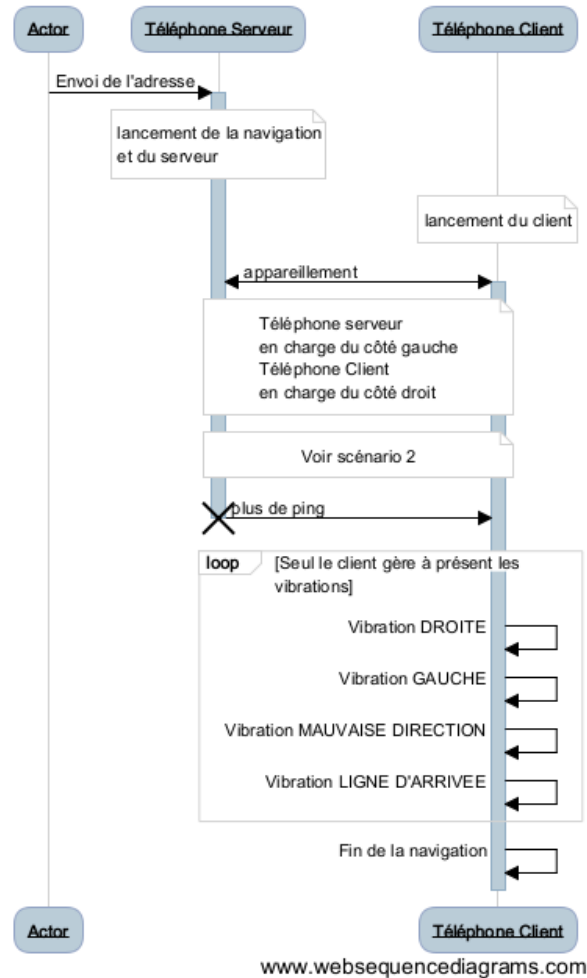 Actor
Téléphone Serveur
Téléphone Client
Envoi de l'adresse
lancement de la navigation
et du serveur
lancement du client
appareillement
Téléphone serveur
en charge du côté gauche
Téléphone Client
en charge du côté droit
Voir scénario 2
plus de ping
loop
[Seul le client gère à présent les
vibrations]
Vibration DROITE
Vibration GAUCHE
Vibration MAUVAISE DIRECTION
Vibration LIGNE D'ARRIVEE
Fin de la navigation
Actor
Téléphone Client
www.websequencediagrams.com